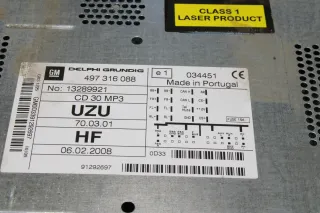 CLASS 1
LASER PRODUCT
GM
DELPHI GRUNDIG
497 316 088
e1 034451 CE
Made in Portugal
No: 13289921
CD 30 MP3
UZU
70.03.01
HF
06.02.2008
0D33
91292697